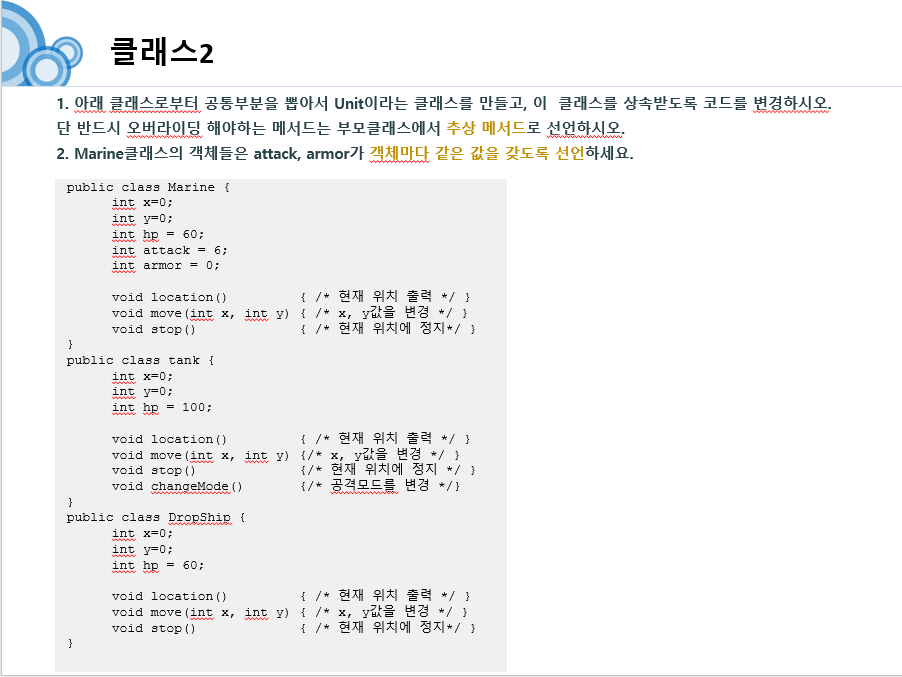 클래스2
1. 아래 클래스로부터 공통부분을 뽑아서 Unit이라는 클래스를 만들고, 이 클래스를 상속받도록 코드를 변경하시오.
단 반드시 오버라이딩 해야하는 메서드는 부모클래스에서 추상 메서드로 선언하시오.
2. Marine클래스의 객체들은 attack, armor가 객체마다 같은 값을 갖도록 선언하세요.
public class Marine {
int x=0;
int y=0;
int hp = 60;
int attack = 6;
int armor = 0;
void location() { /* 현재 위치 출력 */ }
void move(int x, int y) { /* x, y값을 변경 */ }
void stop() { /* 현재 위치에 정지*/ }
}
public class tank {
int x=0;
int y=0;
int hp = 100;
void location() { /* 현재 위치 출력 */ }
void move(int x, int y) {/* x, y값을 변경 */ }
void stop() {/* 현재 위치에 정지 */ }
void changeMode() {/* 공격모드를 변경 */}
}
public class DropShip {
int x=0;
int y=0;
int hp = 60;
void location() { /* 현재 위치 출력 */ }
void move(int x, int y) { /* x, y값을 변경 */ }
void stop() { /* 현재 위치에 정지*/ }
}